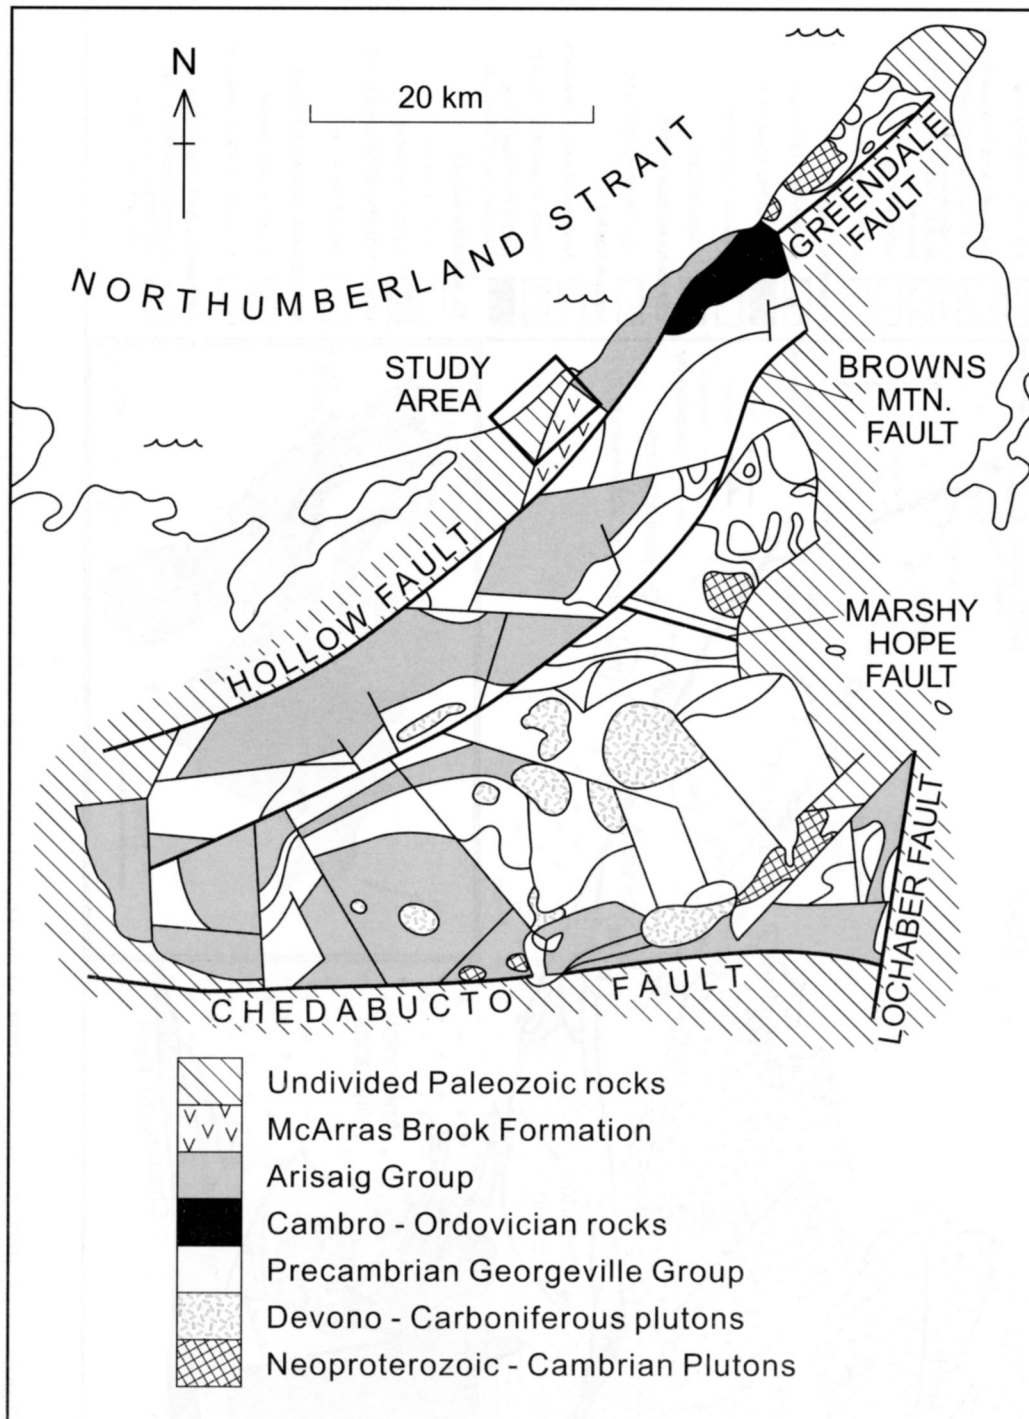 N
20 km
NORTHUMBERLAND STRAIT
GREENDALE
FAULT
STUDY
AREA
BROWNS
MTN.
FAULT
HOLLOW FAULT
MARSHY
HOPE
FAULT
LOCHABER FAULT
CHEDABUCTO FAULT
Undivided Paleozoic rocks
McArras Brook Formation
Arisaig Group
Cambro - Ordovician rocks
Precambrian Georgeville Group
Devono - Carboniferous plutons
Neoproterozoic - Cambrian Plutons